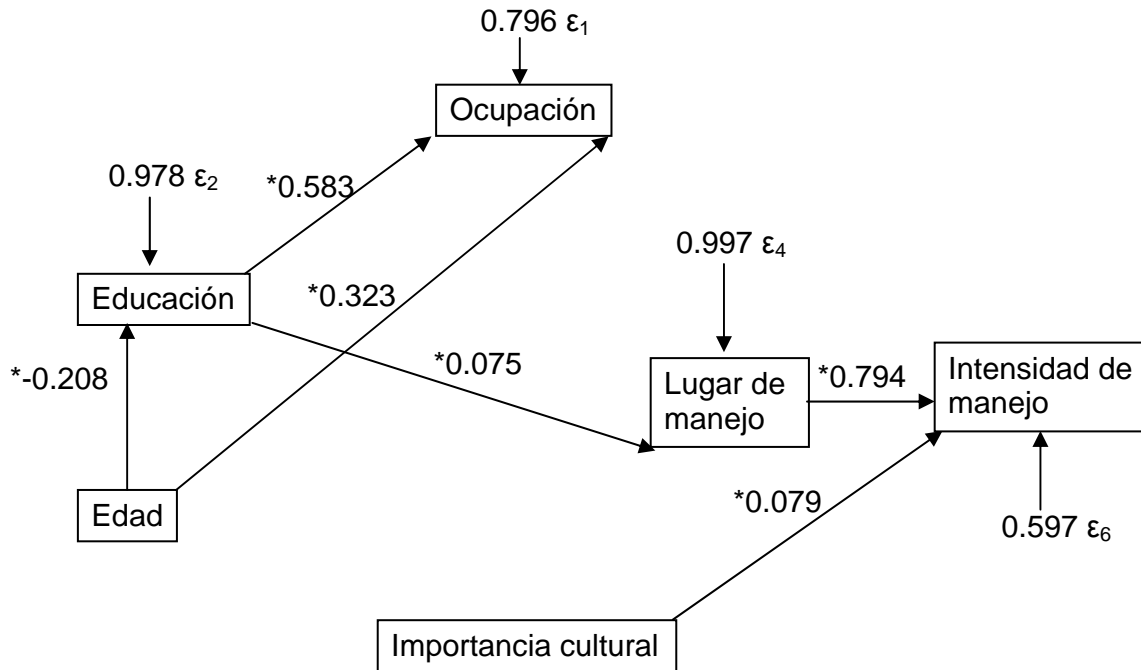 0.796 ε₁
Ocupación
0.978 ε₂
*0.583
0.997 ε₄
Educación
*0.323
*0.075
*-0.208
Lugar de
manejo
*0.794
Intensidad de
manejo
Edad
*0.079
0.597 ε₆
Importancia cultural